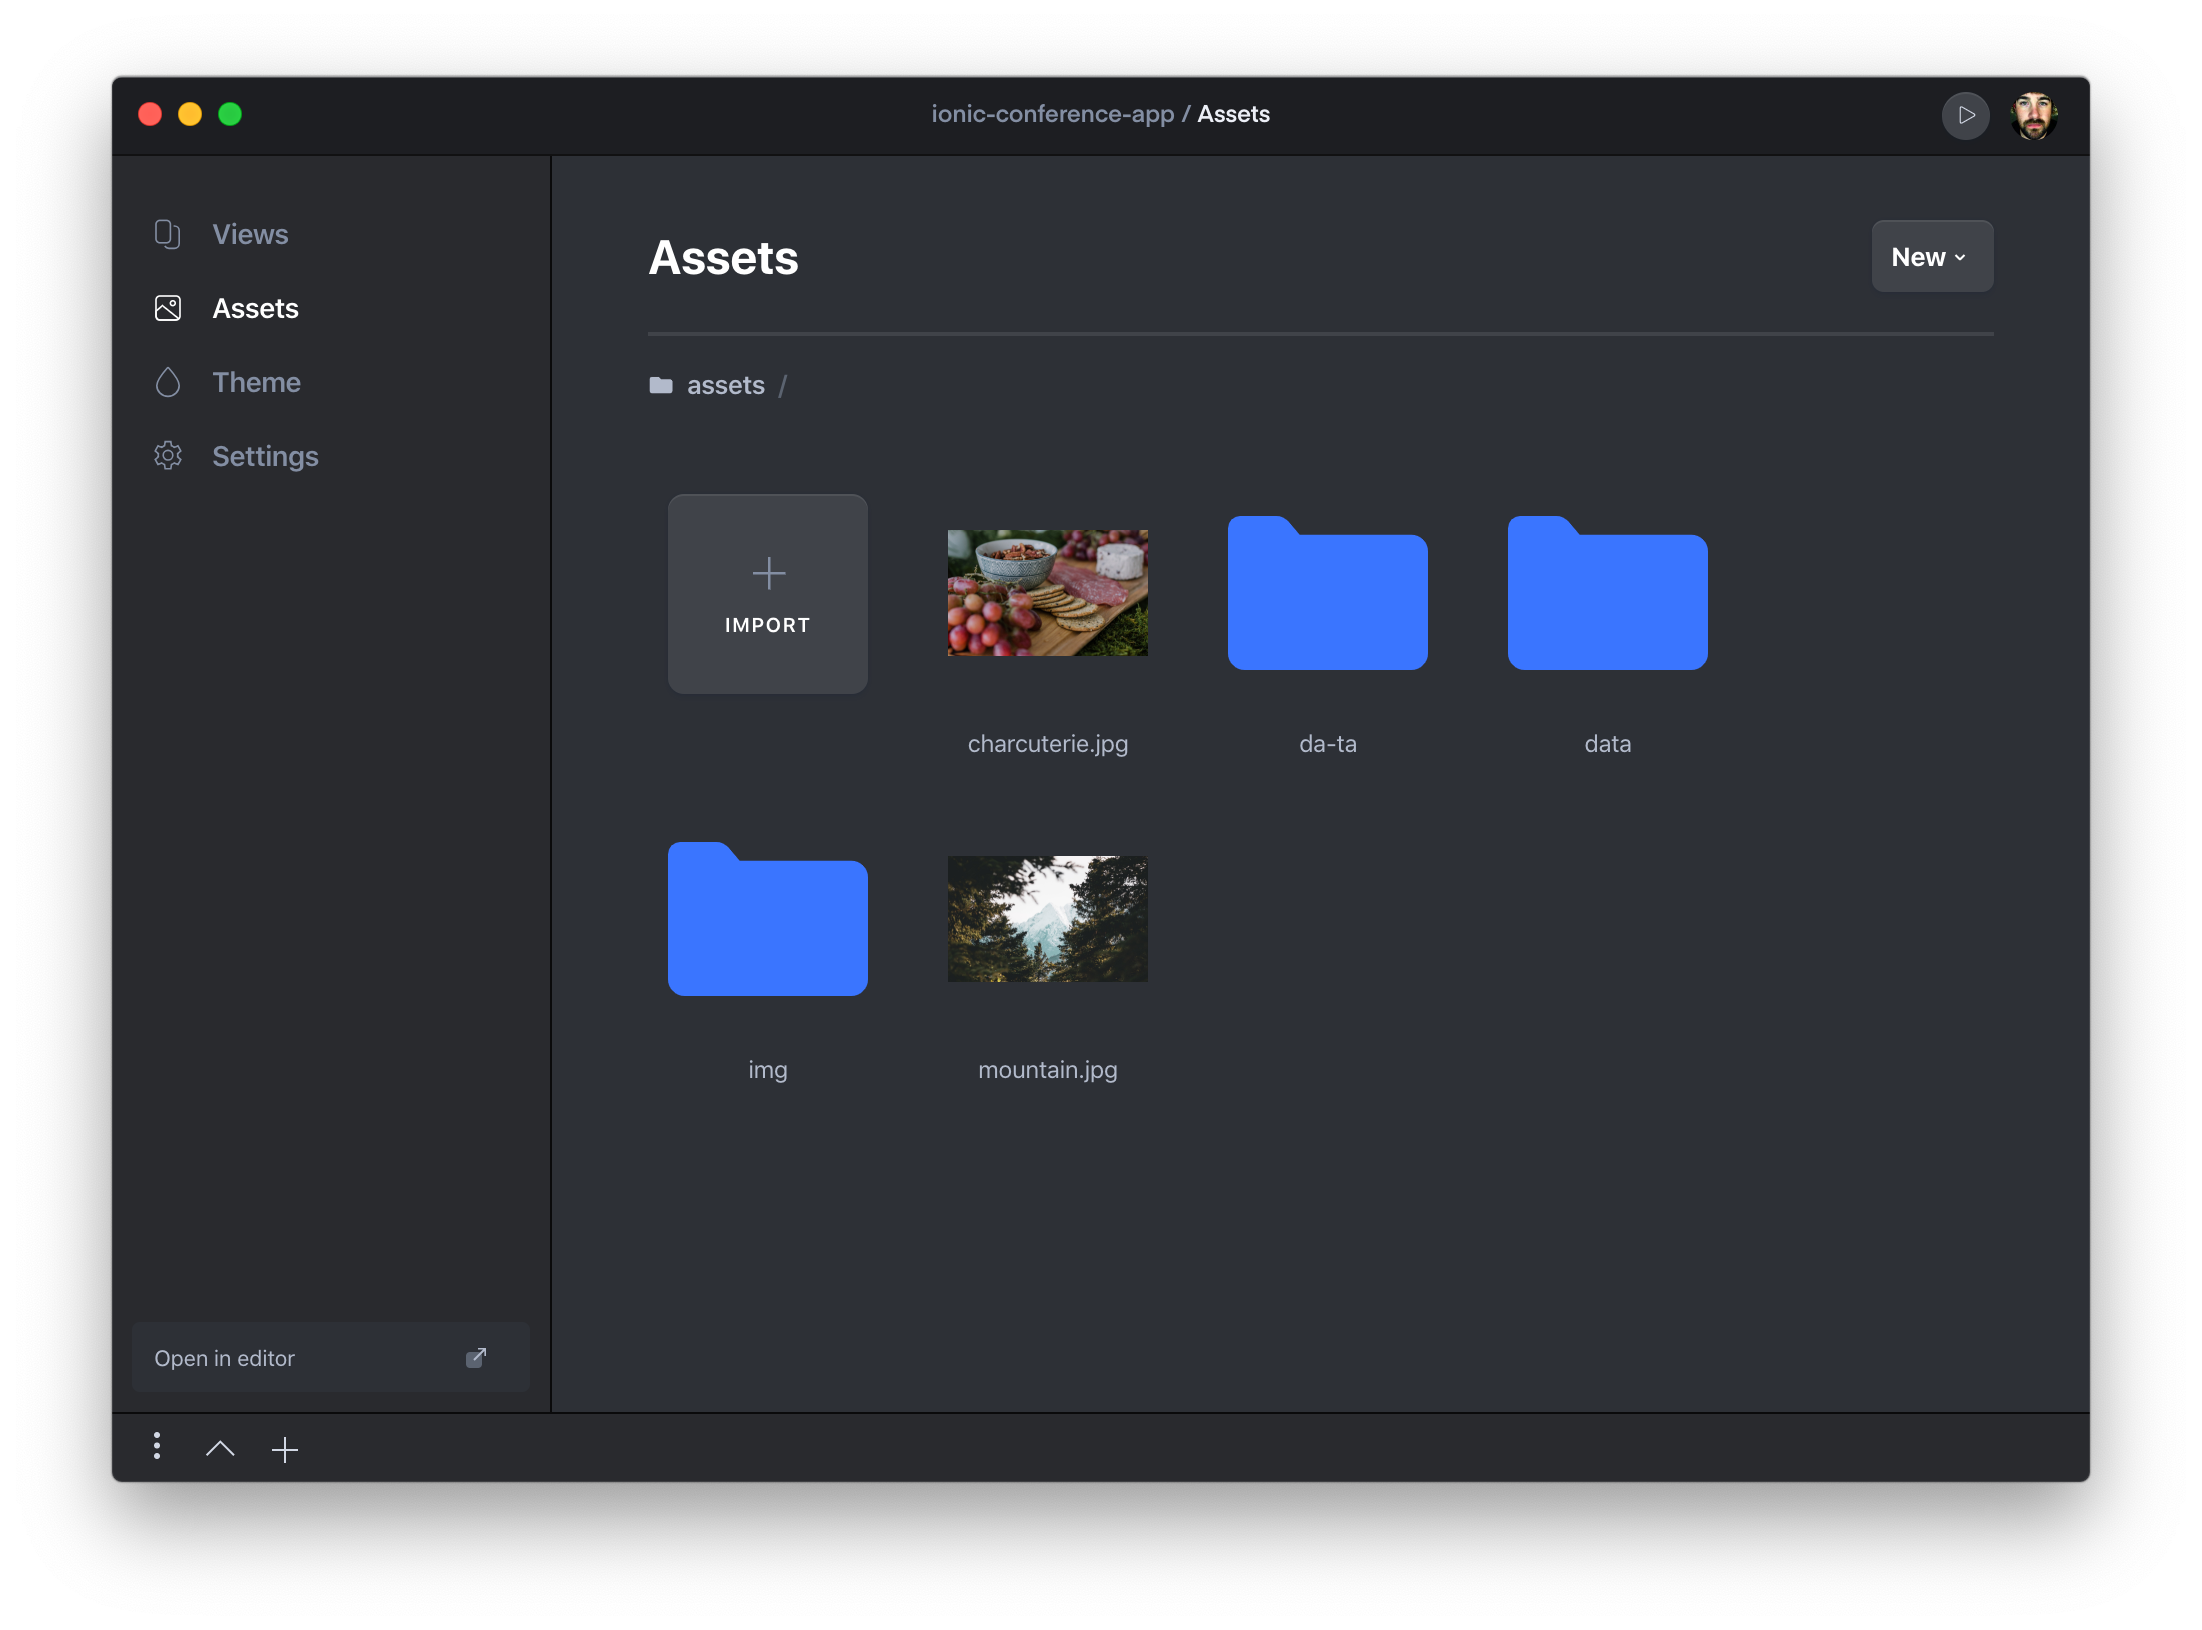 ionic-conference-app / Assets
Views
Assets
Theme
Settings
Open in editor
Assets
New
assets /
IMPORT
charcuterie.jpg
da-ta
data
img
mountain.jpg